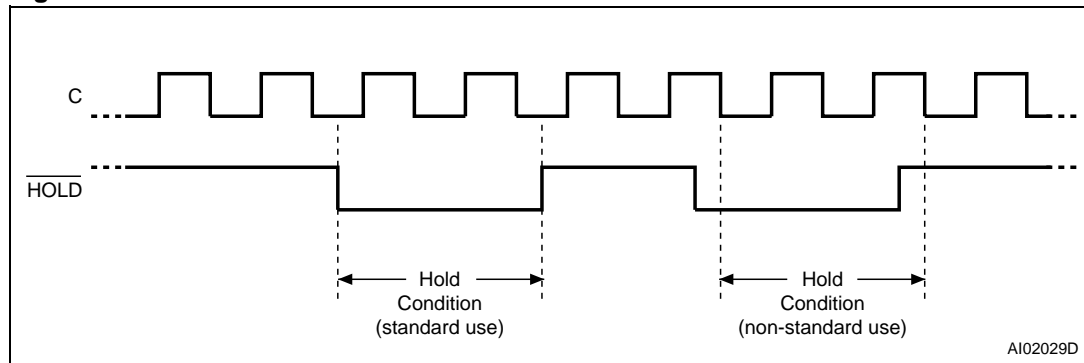 C
HOLD
Hold
Condition
(standard use)
Hold
Condition
(non-standard use)
AI02029D